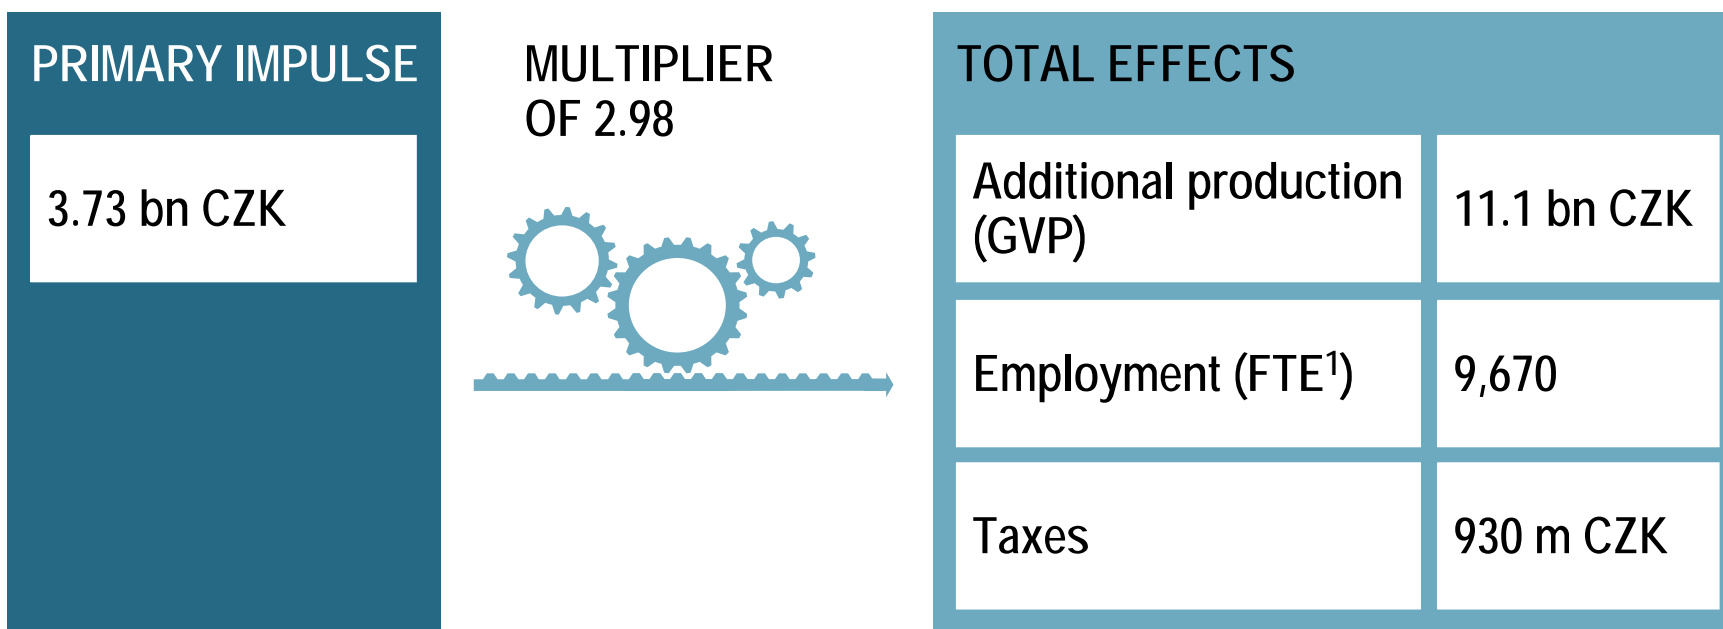 PRIMARY IMPULSE
3.73 bn CZK
MULTIPLIER
OF 2.98
TOTAL EFFECTS
Additional production
(GVP)
11.1 bn CZK
Employment (FTE¹)
9,670
Taxes
930 m CZK